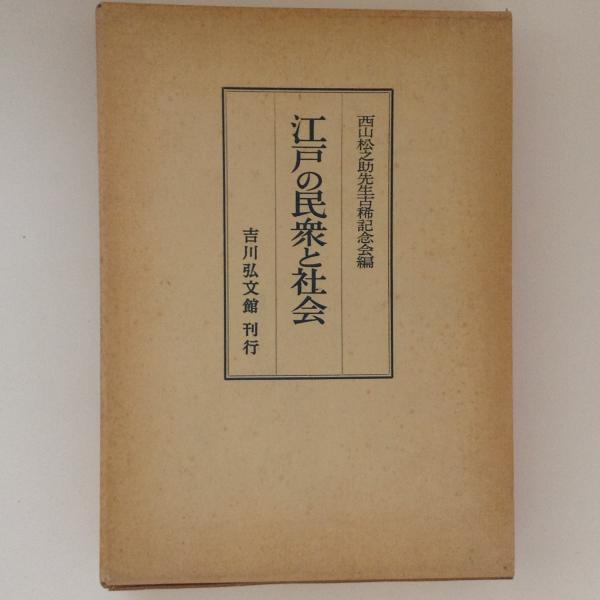 西山松之助先生古稀記念会編
江戸の民衆と社会
吉川弘文館 刊行